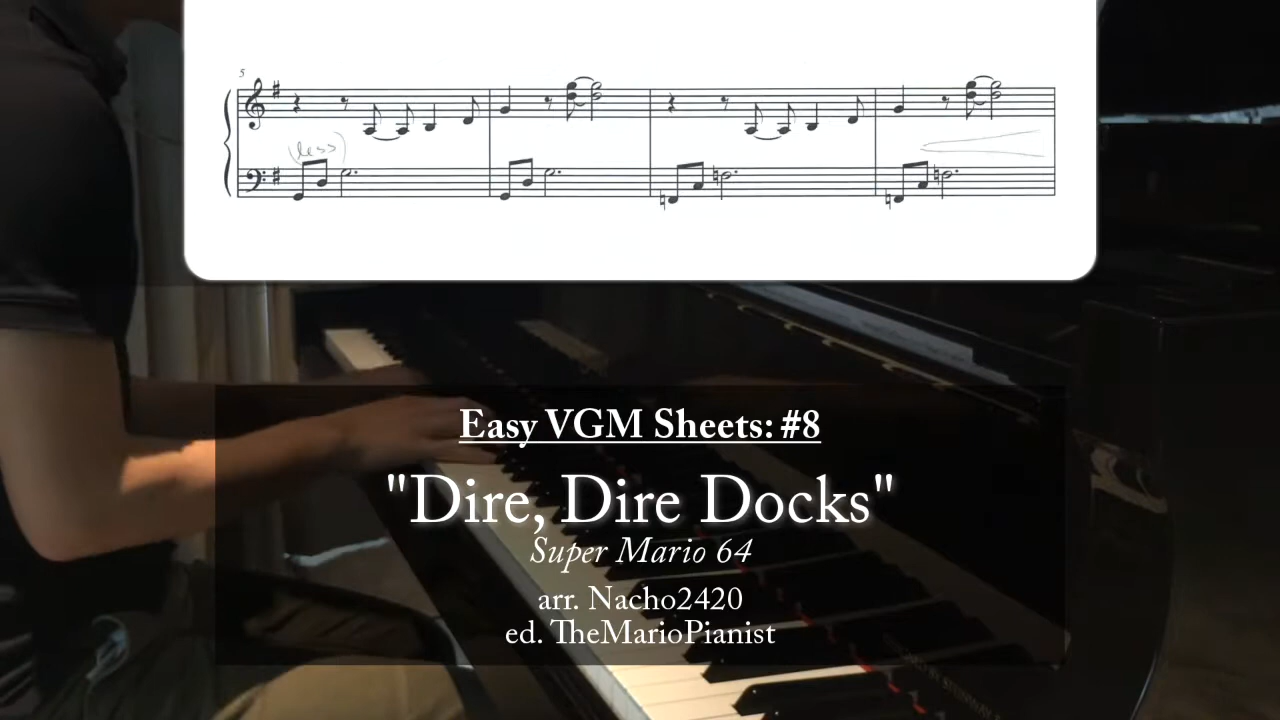 5
(less)
Easy VGM Sheets: #8
"Dire, Dire Docks"
Super Mario 64
arr. Nacho2420
ed. TheMarioPianist